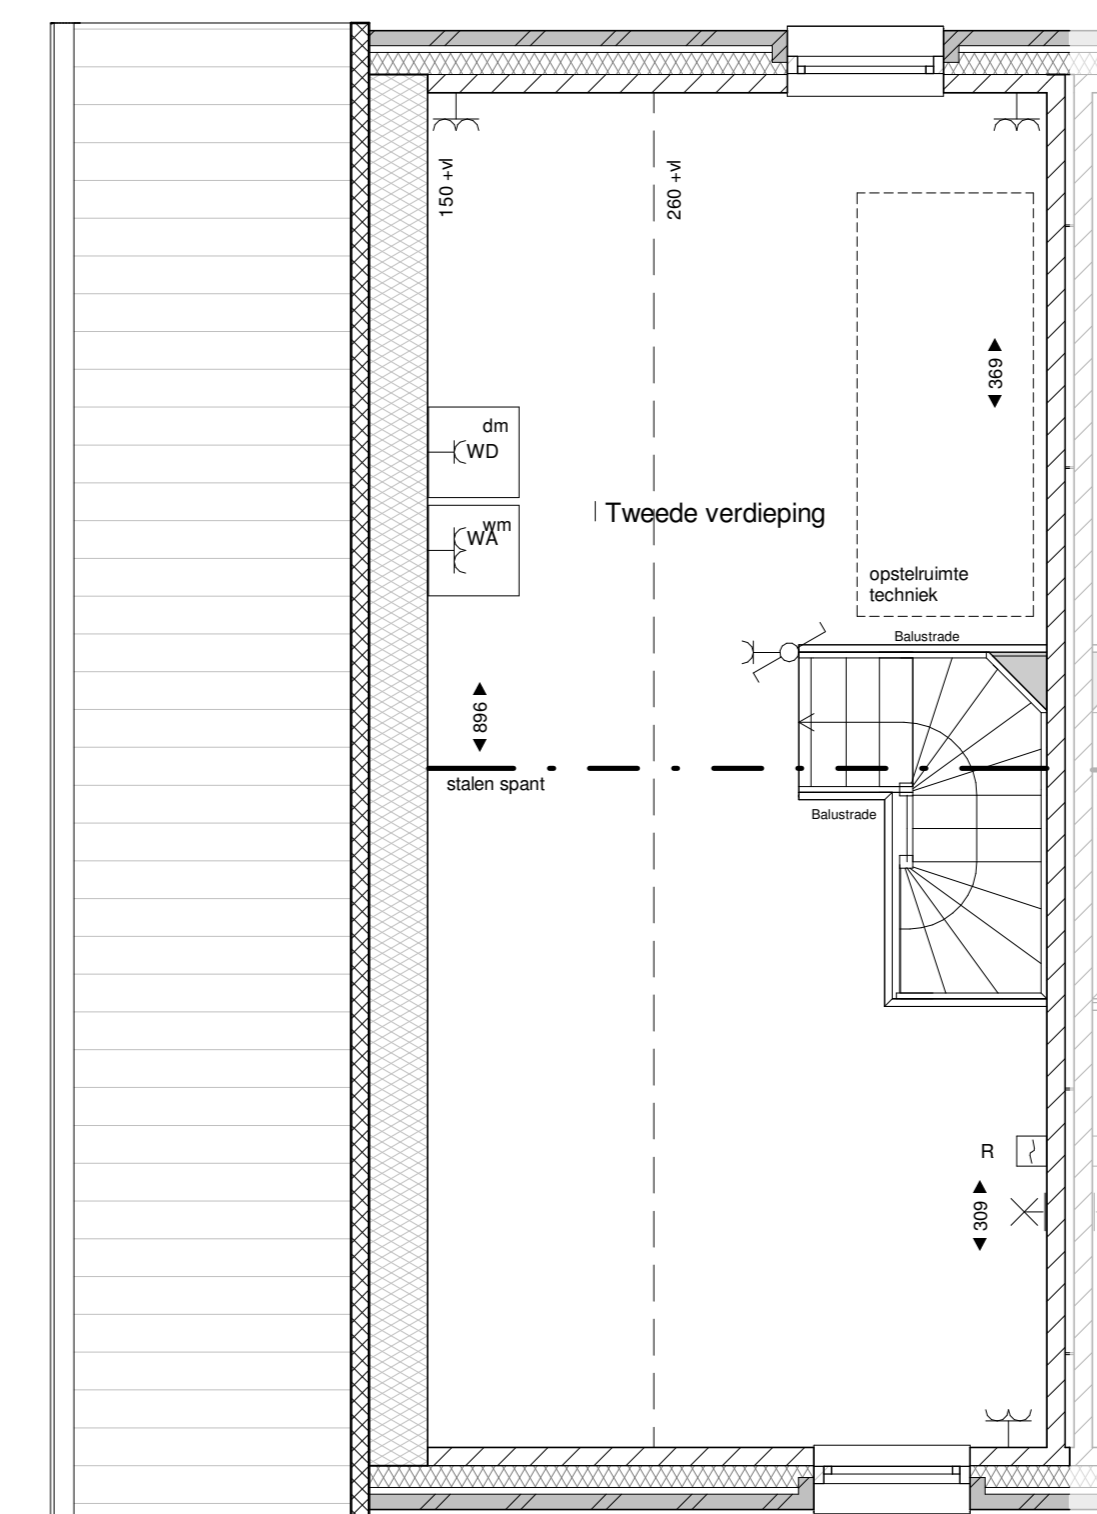 150 +vl
260 +vl
369
dm
WD
wm
WA
Tweede verdieping
opstelruimte
techniek
Balustrade
896
stalen spant
Balustrade
R
309